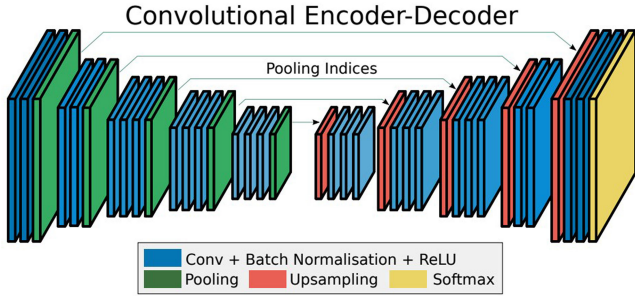 Convolutional Encoder-Decoder
Pooling Indices
Conv + Batch Normalisation + ReLU
Pooling Upsampling Softmax